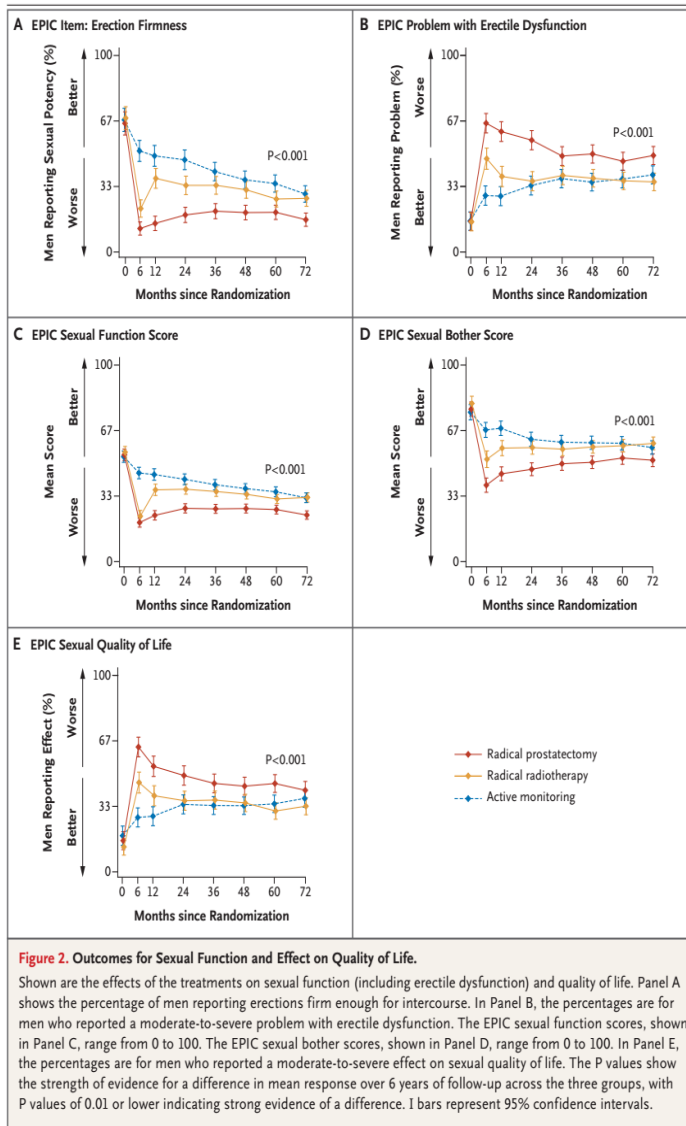 A EPIC Item: Erection Firmness
Men Reporting Sexual Potency (%)
Better
Worse
100
67
33
0
P<0.001
0 6 12 24 36 48 60 72
Months since Randomization
B EPIC Problem with Erectile Dysfunction
Men Reporting Problem (%)
Worse
Better
100
67
33
0
P<0.001
0 6 12 24 36 48 60 72
Months since Randomization
C EPIC Sexual Function Score
Mean Score
Better
Worse
100
67
33
0
P<0.001
0 6 12 24 36 48 60 72
Months since Randomization
D EPIC Sexual Bother Score
Mean Score
Better
Worse
100
67
33
0
P<0.001
0 6 12 24 36 48 60 72
Months since Randomization
E EPIC Sexual Quality of Life
Men Reporting Effect (%)
Worse
Better
100
67
33
0
P<0.001
0 6 12 24 36 48 60 72
Months since Randomization
Radical prostatectomy
Radical radiotherapy
Active monitoring
Figure 2. Outcomes for Sexual Function and Effect on Quality of Life.
Shown are the effects of the treatments on sexual function (including erectile dysfunction) and quality of life. Panel A
shows the percentage of men reporting erections firm enough for intercourse. In Panel B, the percentages are for
men who reported a moderate-to-severe problem with erectile dysfunction. The EPIC sexual function scores, shown
in Panel C, range from 0 to 100. The EPIC sexual bother scores, shown in Panel D, range from 0 to 100. In Panel E,
the percentages are for men who reported a moderate-to-severe effect on sexual quality of life. The P values show
the strength of evidence for a difference in mean response over 6 years of follow-up across the three groups, with
P values of 0.01 or lower indicating strong evidence of a difference. I bars represent 95% confidence intervals.